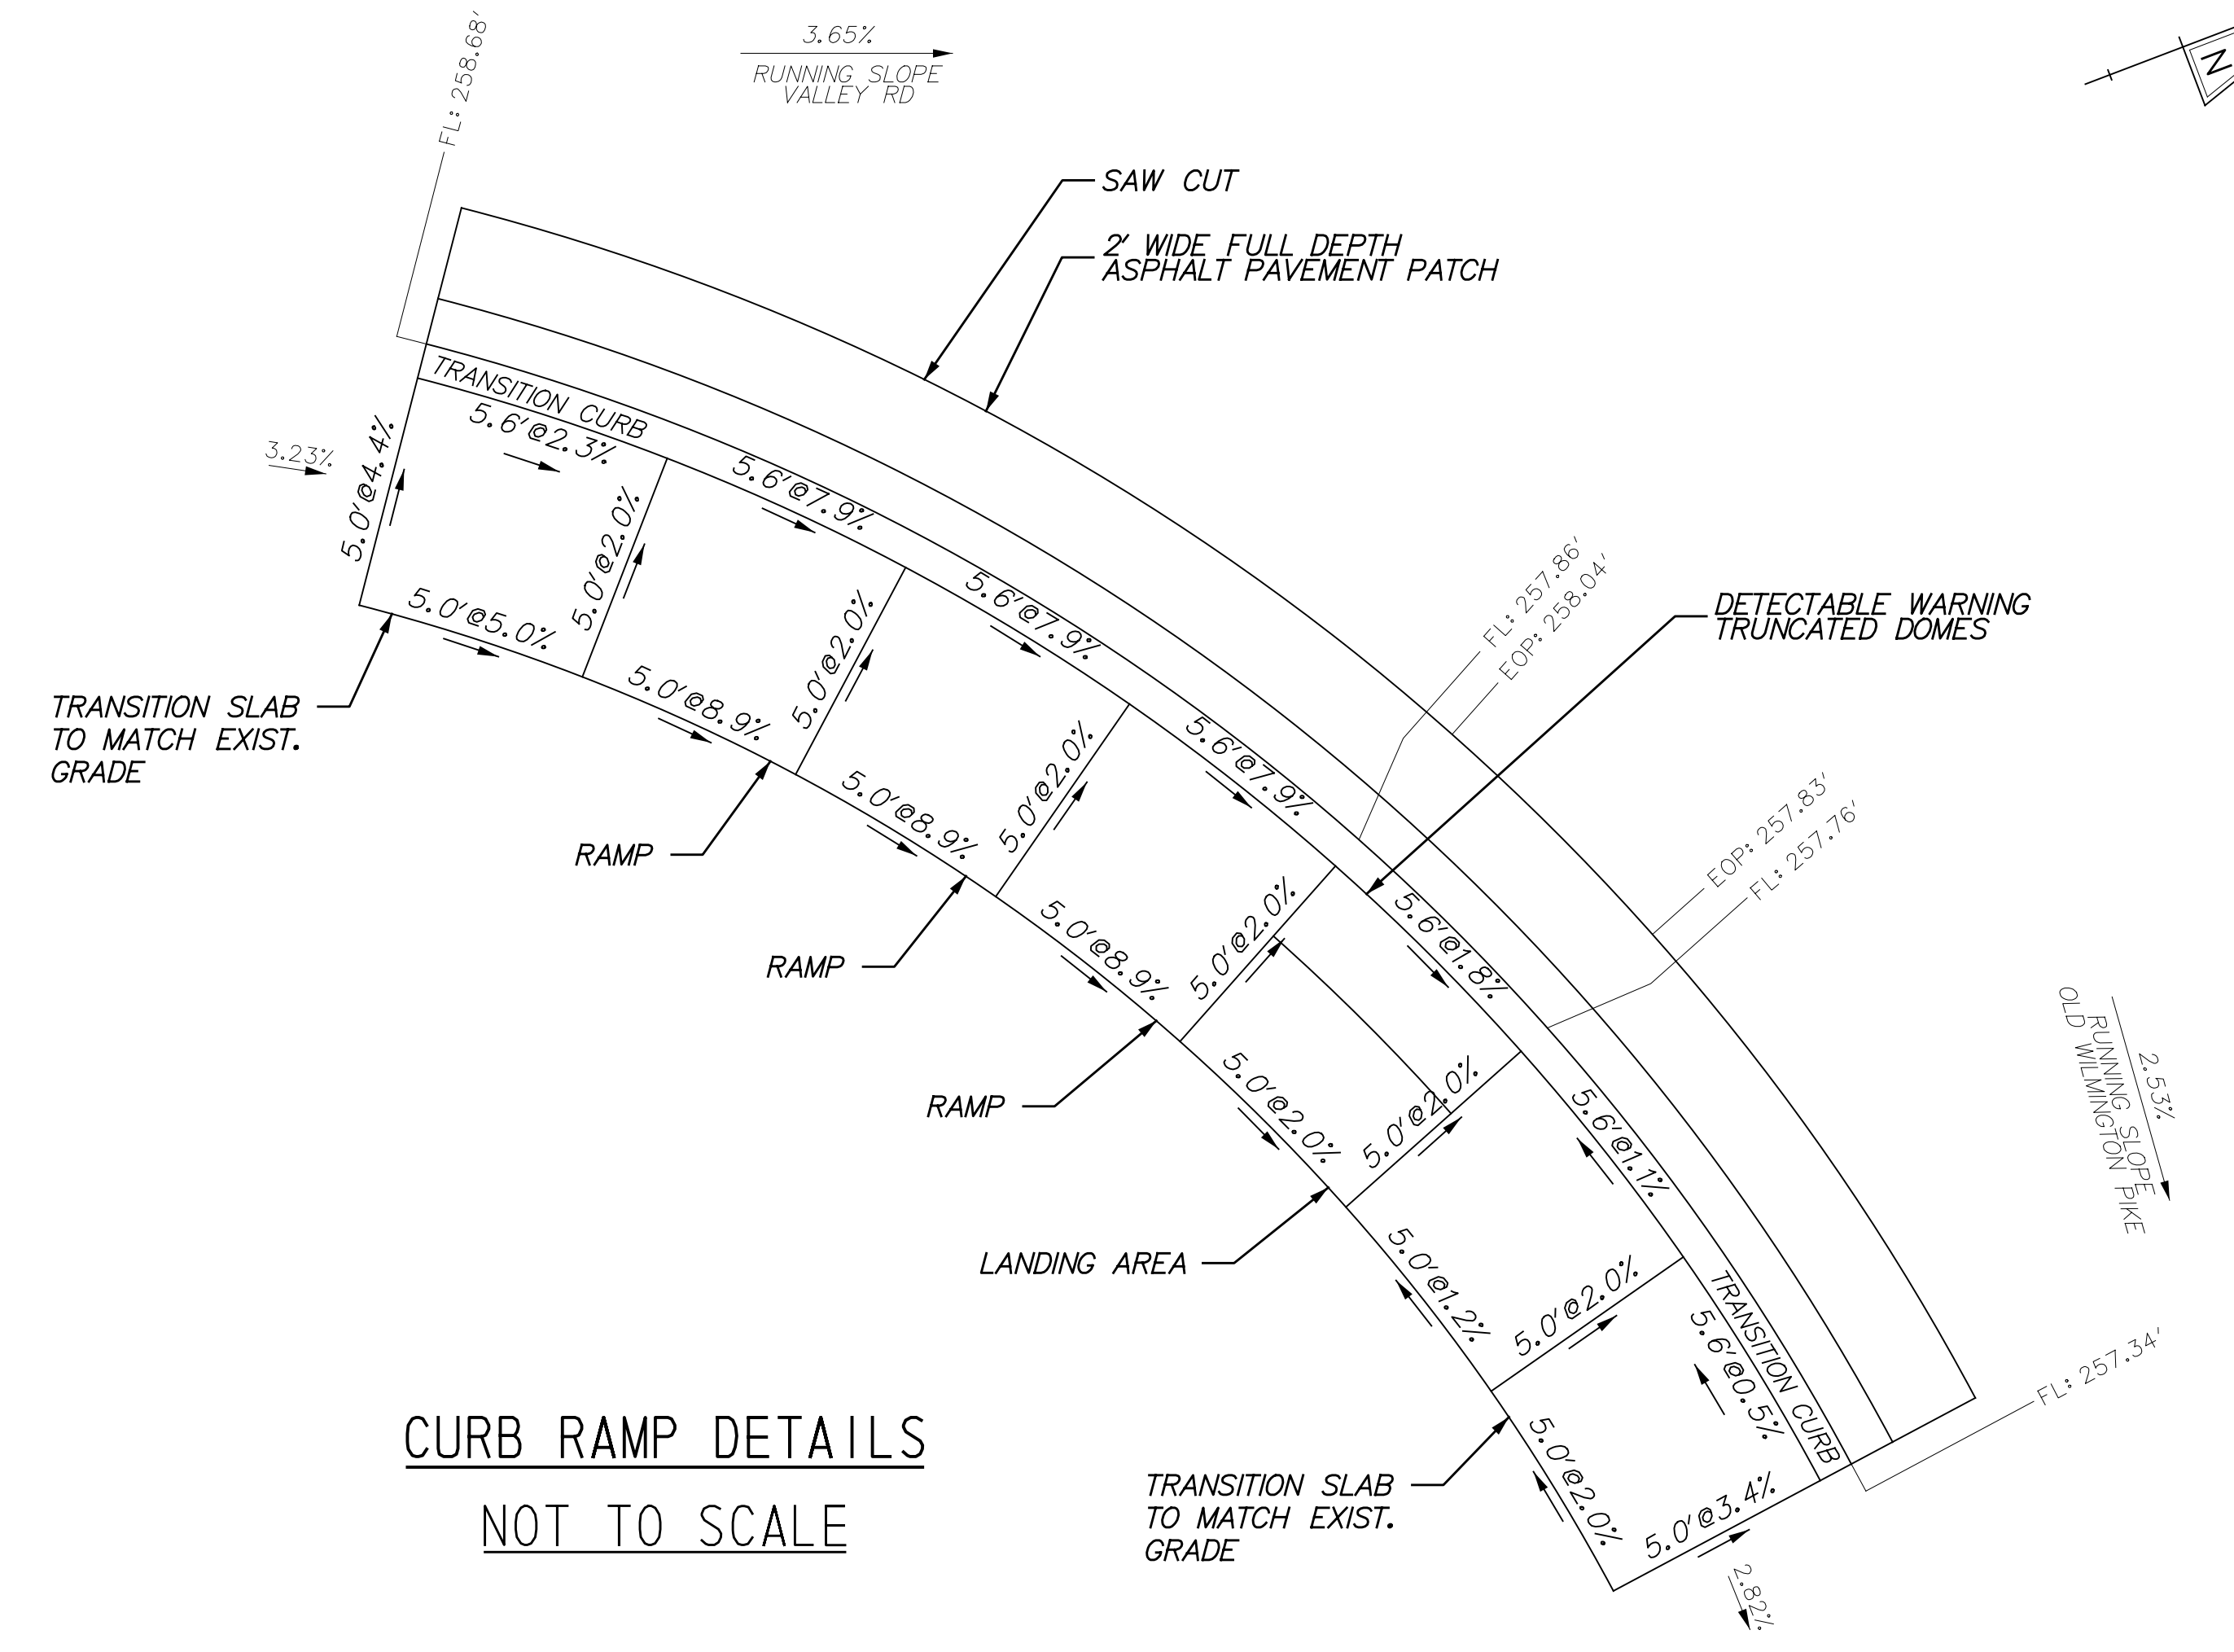 3.65%
RUNNING SLOPE
VALLEY RD
N
FL: 258.68'
SAW CUT
2' WIDE FULL DEPTH
ASPHALT PAVEMENT PATCH
TRANSITION CURB
3.23%
5.0'@4.4%
5.6'@2.3%
5.0'@2.0%
5.0'@5.0%
5.6'@7.9%
5.0'@2.0%
5.0'@8.9%
5.6'@7.9%
5.0'@2.0%
5.0'@8.9%
5.6'@7.9%
5.0'@2.0%
5.0'@8.9%
FL: 257.86'
EOP: 258.04'
DETECTABLE WARNING
TRUNCATED DOMES
EOP: 257.83'
FL: 257.76'
TRANSITION SLAB
TO MATCH EXIST.
GRADE
RAMP
RAMP
RAMP
5.6'@1.8%
5.0'@2.0%
5.0'@2.0%
LANDING AREA
5.6'@1.1%
5.0'@1.2%
5.0'@2.0%
2.53%
RUNNING SLOPE
OLD WILMINGTON PIKE
TRANSITION CURB
5.6'@0.5%
5.0'@2.0%
5.0'@3.4%
FL: 257.34'
2.82%
TRANSITION SLAB
TO MATCH EXIST.
GRADE
CURB RAMP DETAILS
NOT TO SCALE